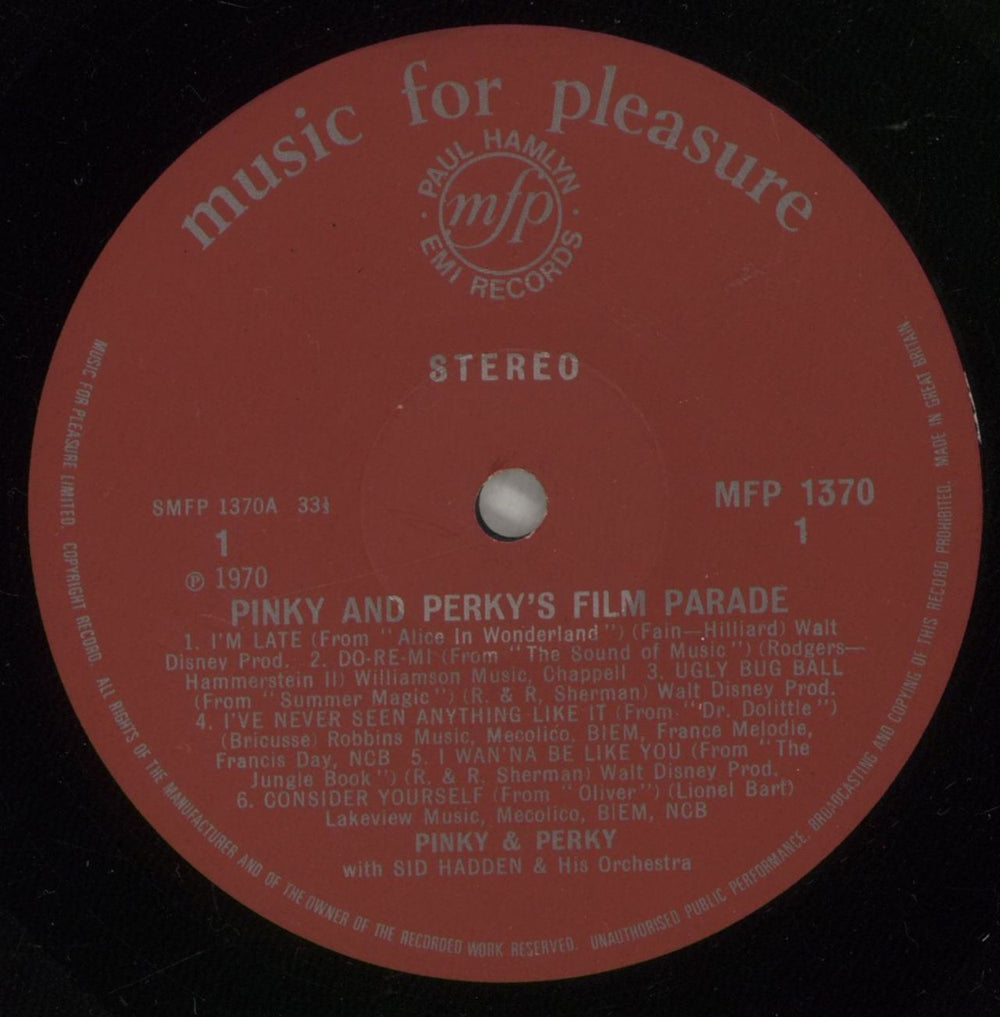 music for pleasure
PAUL HAMLYN
mfp
EMI RECORDS
STEREO
SMFP 1370A 33⅓
1
℗ 1970
MFP 1370
1
PINKY AND PERKY'S FILM PARADE
1. I'M LATE (From "Alice In Wonderland") (Fain—Hilliard) Walt
Disney Prod. 2. DO-RE-MI (From "The Sound of Music") (Rodgers—
Hammerstein II) Williamson Music, Chappell 3. UGLY BUG BALL
(From "Summer Magic") (R. & R. Sherman) Walt Disney Prod.
4. I'VE NEVER SEEN ANYTHING LIKE IT (From "Dr. Dolittle")
(Bricusse) Robbins Music, Mecolico, BIEM, France Melodie,
Francis Day, NCB 5. I WAN'NA BE LIKE YOU (From "The
Jungle Book") (R. & R. Sherman) Walt Disney Prod.
6. CONSIDER YOURSELF (From "Oliver") (Lionel Bart)
Lakeview Music, Mecolico, BIEM, NCB
PINKY & PERKY
with SID HADDEN & His Orchestra
MUSIC FOR PLEASURE LIMITED. COPYRIGHT RECORD. ALL RIGHTS OF THE MANUFACTURER AND OF THE OWNER OF THE RECORDED WORK RESERVED. UNAUTHORISED PUBLIC PERFORMANCE, BROADCASTING AND COPYING OF THIS RECORD PROHIBITED. MADE IN GREAT BRITAIN.